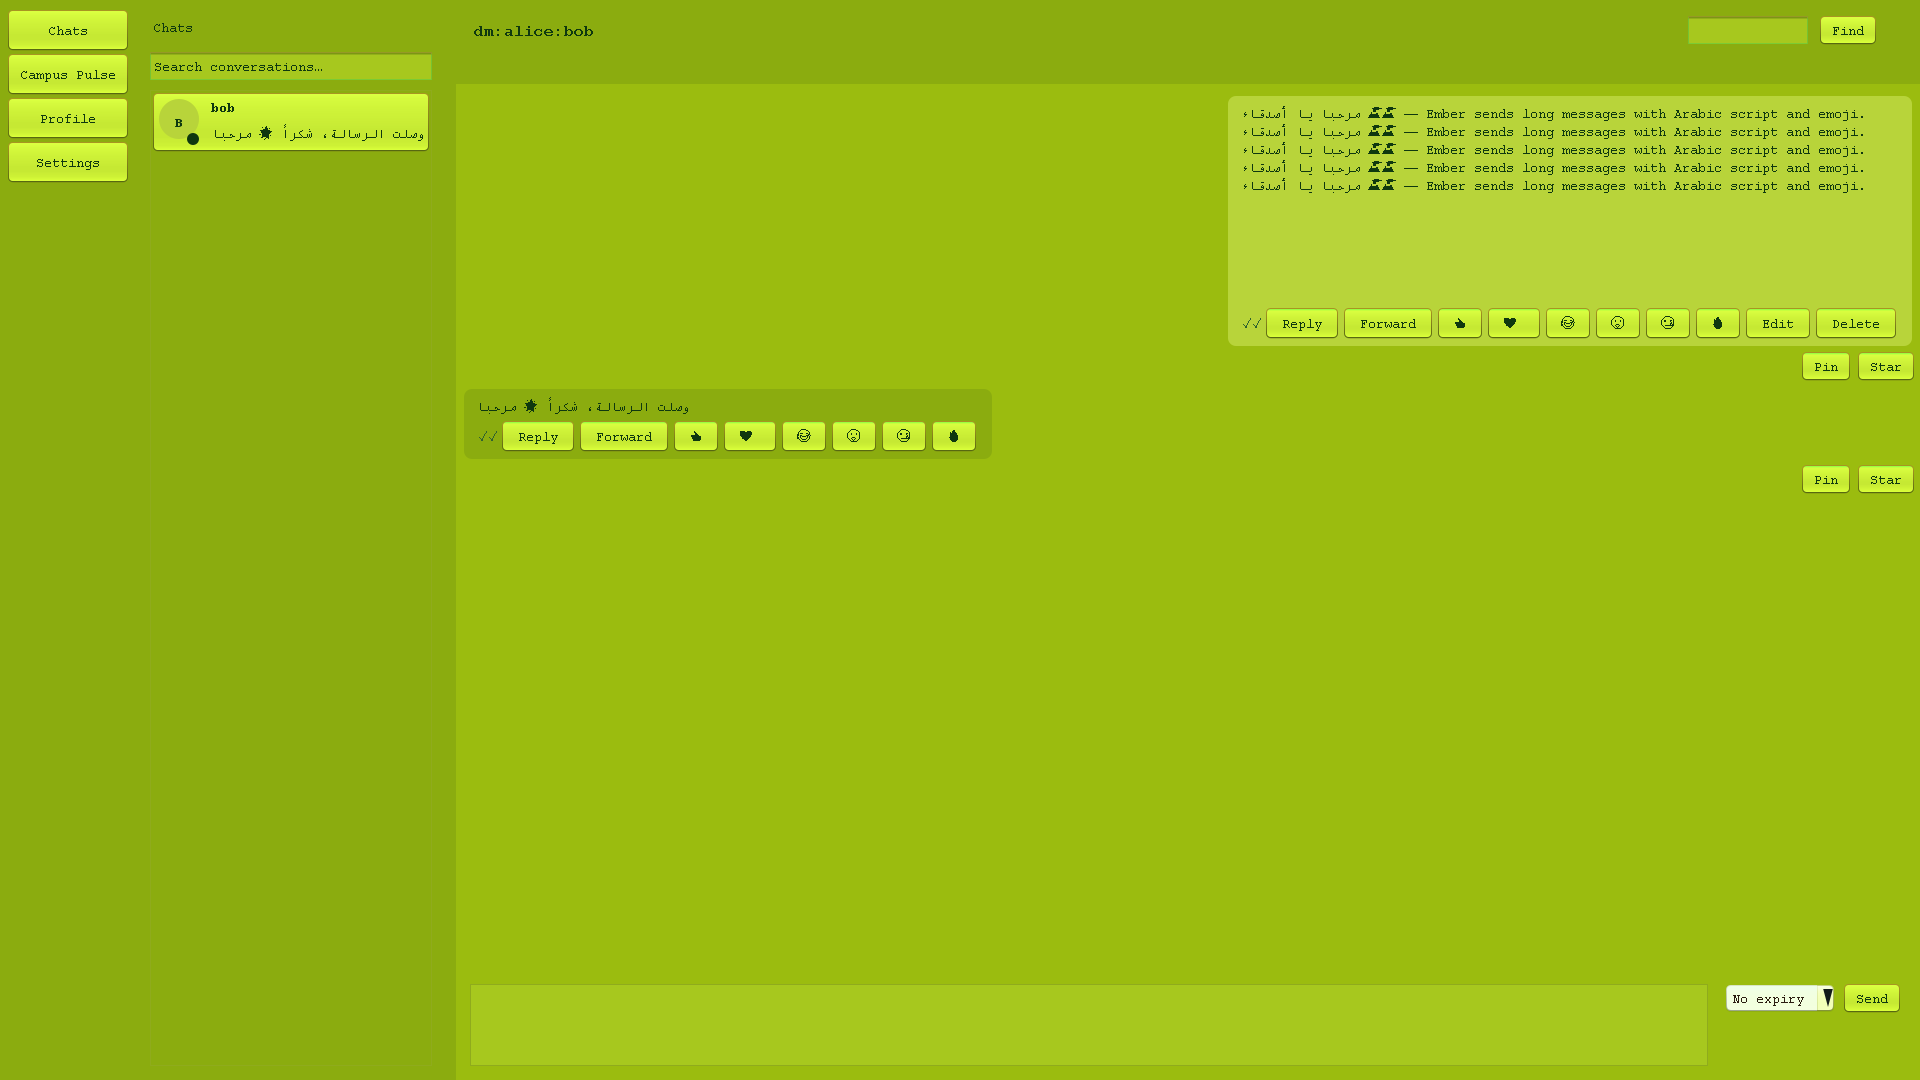 Chats
Campus Pulse
Profile
Settings
Chats
Search conversations…
B
bob
مرحبا 🌟 وصلت الرسالة، شكراً
dm:alice:bob
Find
مرحبا يا أصدقاء 🌋🌋 — Ember sends long messages with Arabic script and emoji.
مرحبا يا أصدقاء 🌋🌋 — Ember sends long messages with Arabic script and emoji.
مرحبا يا أصدقاء 🌋🌋 — Ember sends long messages with Arabic script and emoji.
مرحبا يا أصدقاء 🌋🌋 — Ember sends long messages with Arabic script and emoji.
مرحبا يا أصدقاء 🌋🌋 — Ember sends long messages with Arabic script and emoji.
✓✓ Reply Forward 👍 ❤ 😂 😮 😢 🔥 Edit Delete
Pin Star
مرحبا 🌟 وصلت الرسالة، شكراً
✓✓ Reply Forward 👍 ❤ 😂 😮 😢 🔥
Pin Star
No expiry
Send